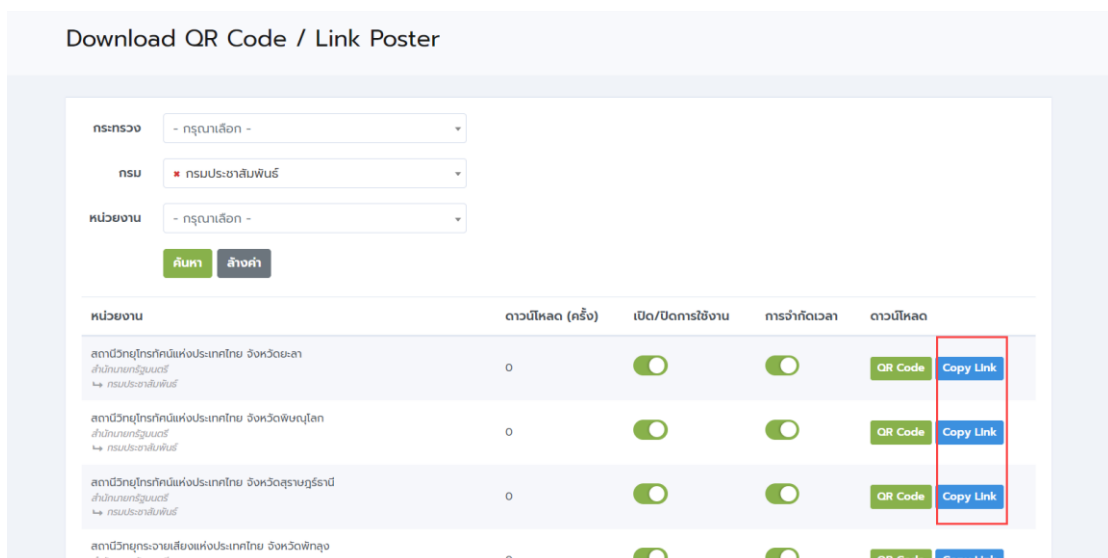 Download QR Code / Link Poster
กระทรวง - กรุณาเลือก -
กรม × กรมประชาสัมพันธ์
หน่วยงาน - กรุณาเลือก -
ค้นหา ล้างค่า
หน่วยงาน ดาวน์โหลด (ครั้ง) เปิด/ปิดการใช้งาน การจำกัดเวลา ดาวน์โหลด
สถานีวิทยุโทรทัศน์แห่งประเทศไทย จังหวัดยะลา
สำนักนายกรัฐมนตรี
↪ กรมประชาสัมพันธ์
0 QR Code Copy Link
สถานีวิทยุโทรทัศน์แห่งประเทศไทย จังหวัดพิษณุโลก
สำนักนายกรัฐมนตรี
↪ กรมประชาสัมพันธ์
0 QR Code Copy Link
สถานีวิทยุโทรทัศน์แห่งประเทศไทย จังหวัดสุราษฎร์ธานี
สำนักนายกรัฐมนตรี
↪ กรมประชาสัมพันธ์
0 QR Code Copy Link
สถานีวิทยุกระจายเสียงแห่งประเทศไทย จังหวัดพัทลุง